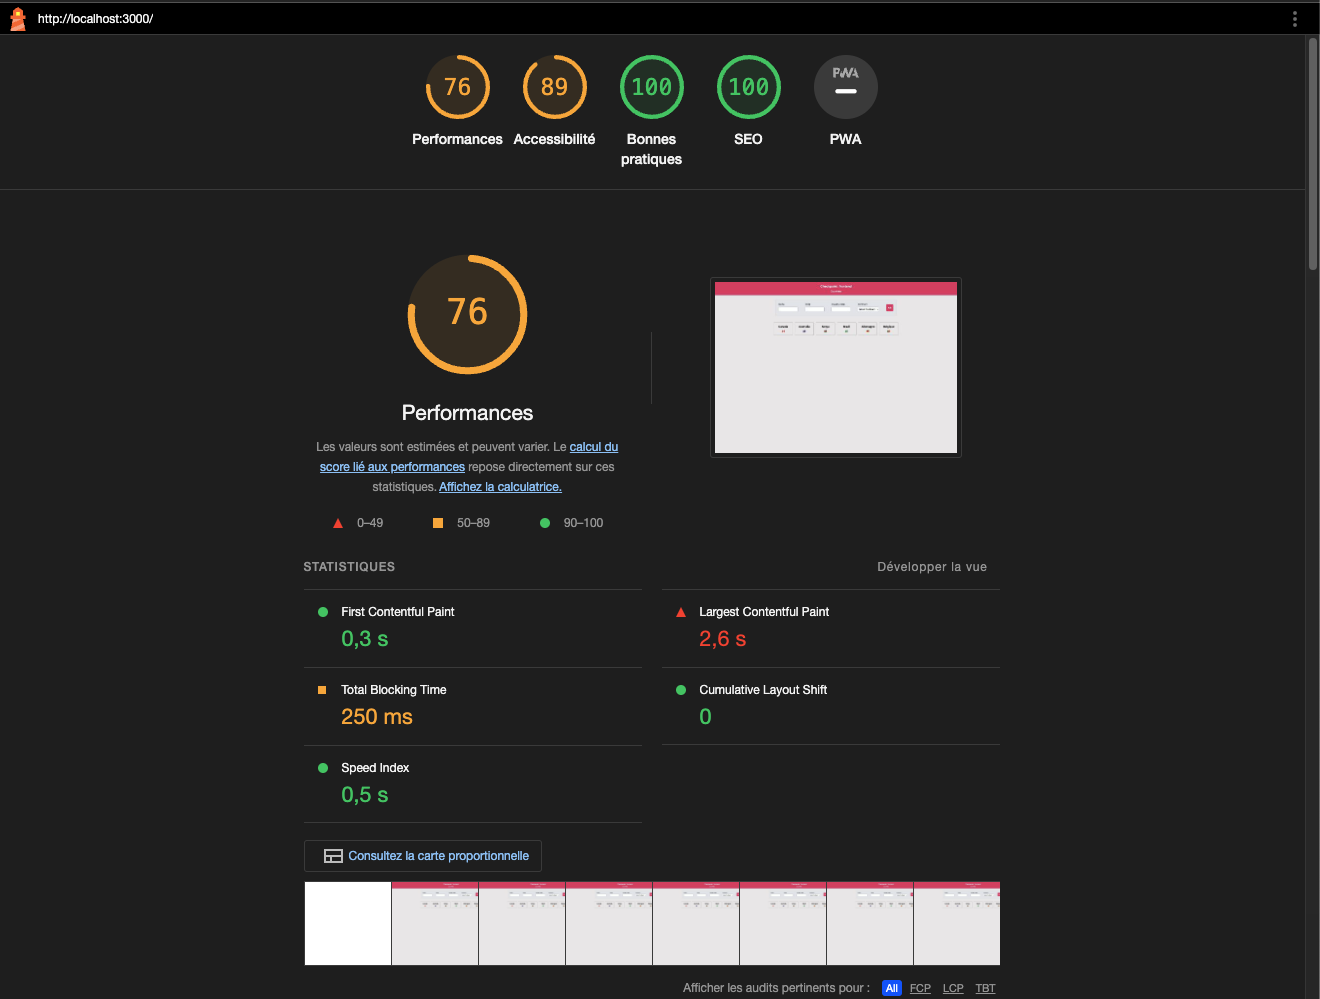 http://localhost:3000/
76
89
100
100
PWA
Performances
Accessibilité
Bonnes
pratiques
SEO
PWA
76
Performances
Les valeurs sont estimées et peuvent varier. Le calcul du
score lié aux performances repose directement sur ces
statistiques. Affichez la calculatrice.
0–49
50–89
90–100
STATISTIQUES
Développer la vue
First Contentful Paint
0,3 s
Largest Contentful Paint
2,6 s
Total Blocking Time
250 ms
Cumulative Layout Shift
0
Speed Index
0,5 s
Consultez la carte proportionnelle
Afficher les audits pertinents pour : All FCP LCP TBT